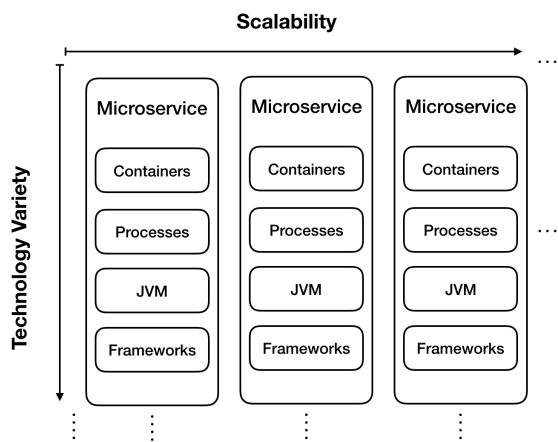 Scalability
Technology Variety
Microservice Microservice Microservice
Containers Containers Containers
Processes Processes Processes
JVM JVM JVM
Frameworks Frameworks Frameworks